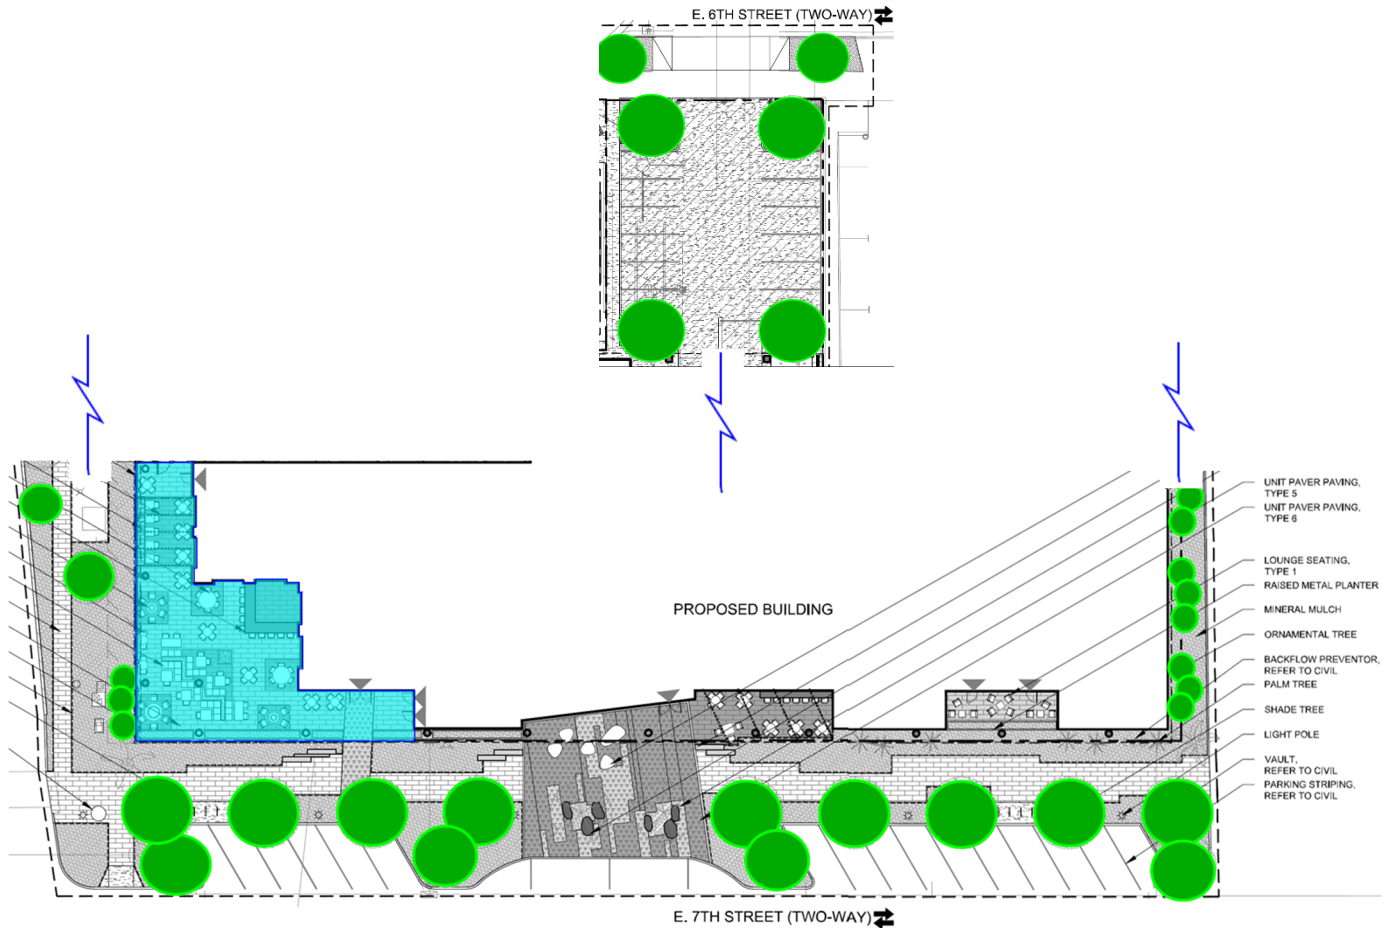 E. 6TH STREET (TWO-WAY)
PROPOSED BUILDING
UNIT PAVER PAVING,
TYPE 5
UNIT PAVER PAVING,
TYPE 6
LOUNGE SEATING,
TYPE 1
RAISED METAL PLANTER
MINERAL MULCH
ORNAMENTAL TREE
BACKFLOW PREVENTOR,
REFER TO CIVIL
PALM TREE
SHADE TREE
LIGHT POLE
VAULT,
REFER TO CIVIL
PARKING STRIPING,
REFER TO CIVIL
E. 7TH STREET (TWO-WAY)